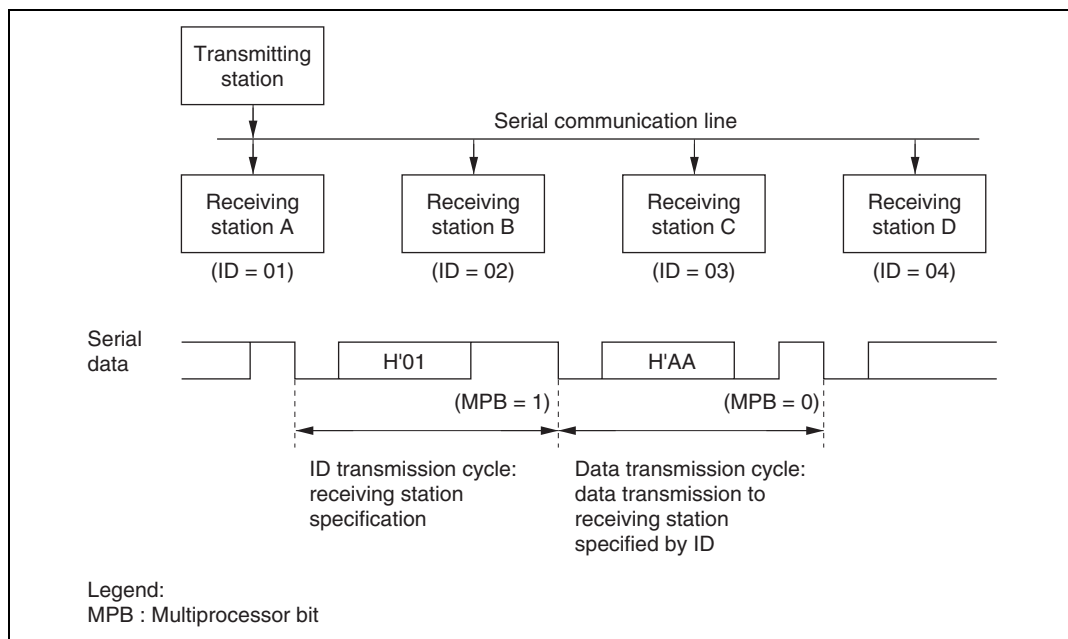 Transmitting
station
Serial communication line
Receiving
station A
Receiving
station B
Receiving
station C
Receiving
station D
(ID = 01)
(ID = 02)
(ID = 03)
(ID = 04)
Serial
data
H'01
H'AA
(MPB = 1)
(MPB = 0)
ID transmission cycle:
receiving station
specification
Data transmission cycle:
data transmission to
receiving station
specified by ID
Legend:
MPB : Multiprocessor bit